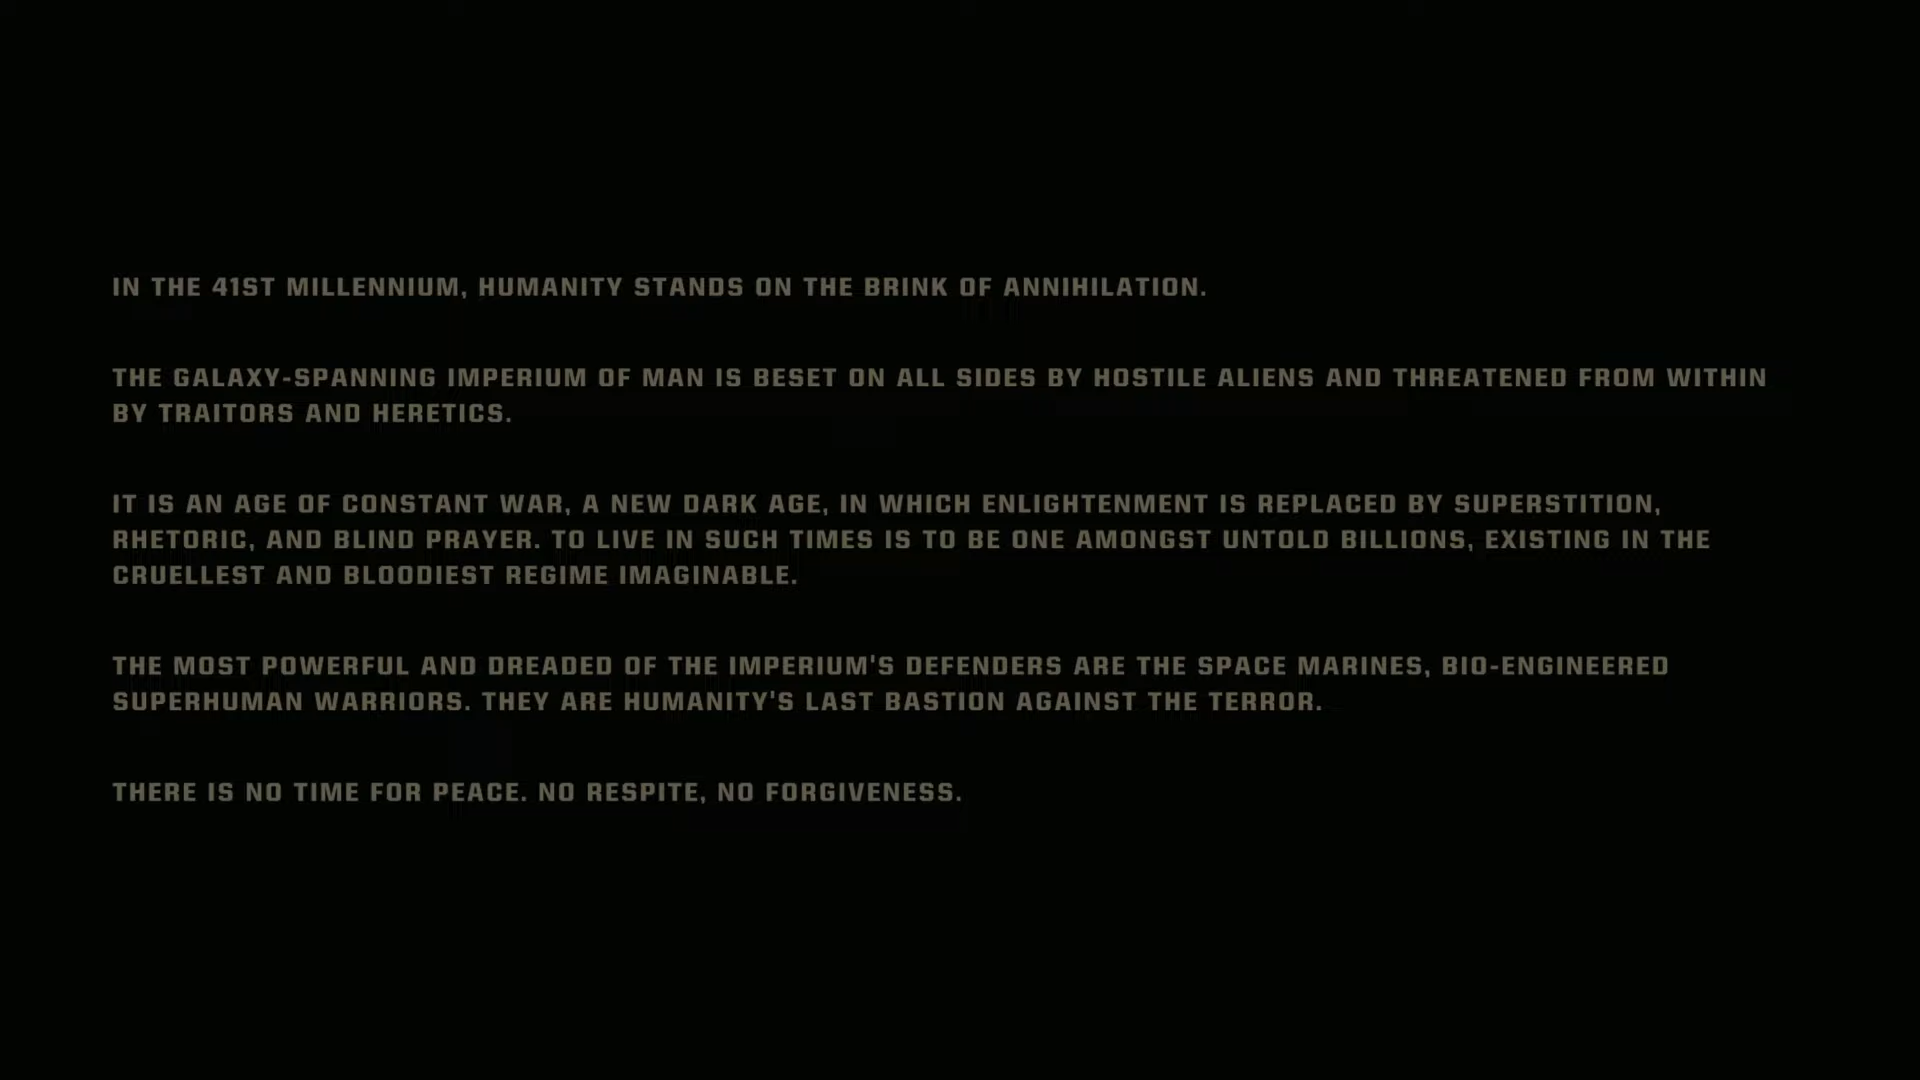 IN THE 41ST MILLENNIUM, HUMANITY STANDS ON THE BRINK OF ANNIHILATION.
THE GALAXY-SPANNING IMPERIUM OF MAN IS BESET ON ALL SIDES BY HOSTILE ALIENS AND THREATENED FROM WITHIN
BY TRAITORS AND HERETICS.
IT IS AN AGE OF CONSTANT WAR, A NEW DARK AGE, IN WHICH ENLIGHTENMENT IS REPLACED BY SUPERSTITION,
RHETORIC, AND BLIND PRAYER. TO LIVE IN SUCH TIMES IS TO BE ONE AMONGST UNTOLD BILLIONS, EXISTING IN THE
CRUELLEST AND BLOODIEST REGIME IMAGINABLE.
THE MOST POWERFUL AND DREADED OF THE IMPERIUM'S DEFENDERS ARE THE SPACE MARINES, BIO-ENGINEERED
SUPERHUMAN WARRIORS. THEY ARE HUMANITY'S LAST BASTION AGAINST THE TERROR.
THERE IS NO TIME FOR PEACE. NO RESPITE, NO FORGIVENESS.